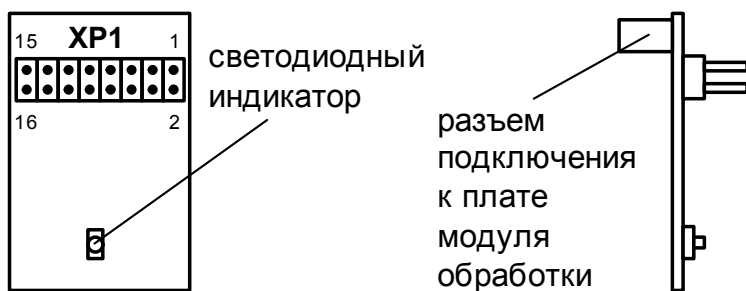 15 XP1 1
16 2
светодиодный
индикатор
разъем
подключения
к плате
модуля
обработки